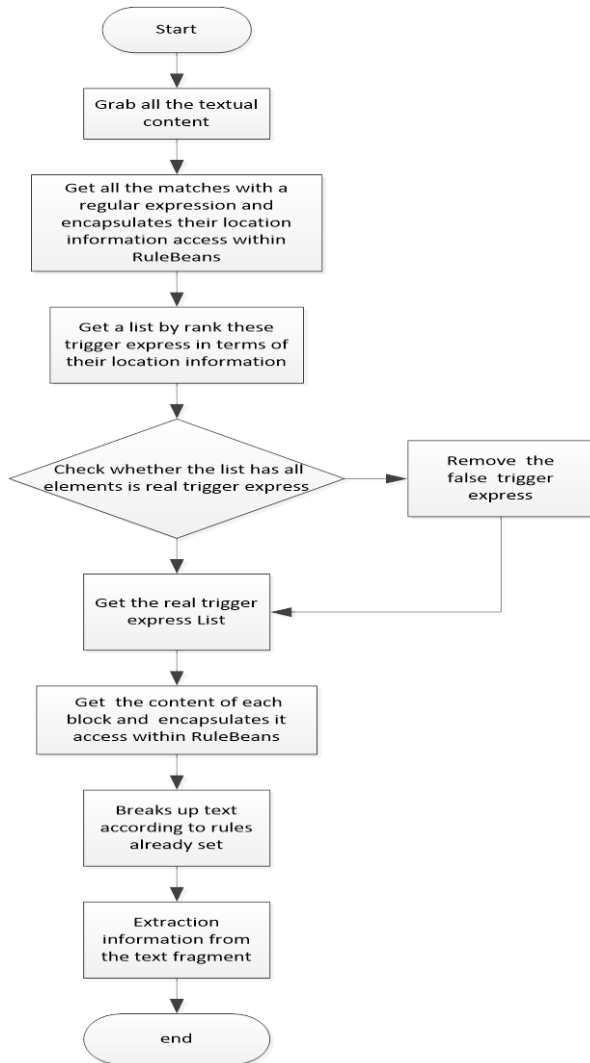 Start
Grab all the textual
content
Get all the matches with a
regular expression and
encapsulates their location
information access within
RuleBeans
Get a list by rank these
trigger express in terms of
their location information
Check whether the list has all
elements is real trigger express
Remove the
false trigger
express
Get the real trigger
express List
Get the content of each
block and encapsulates it
access within RuleBeans
Breaks up text
according to rules
already set
Extraction
information from
the text fragment
end